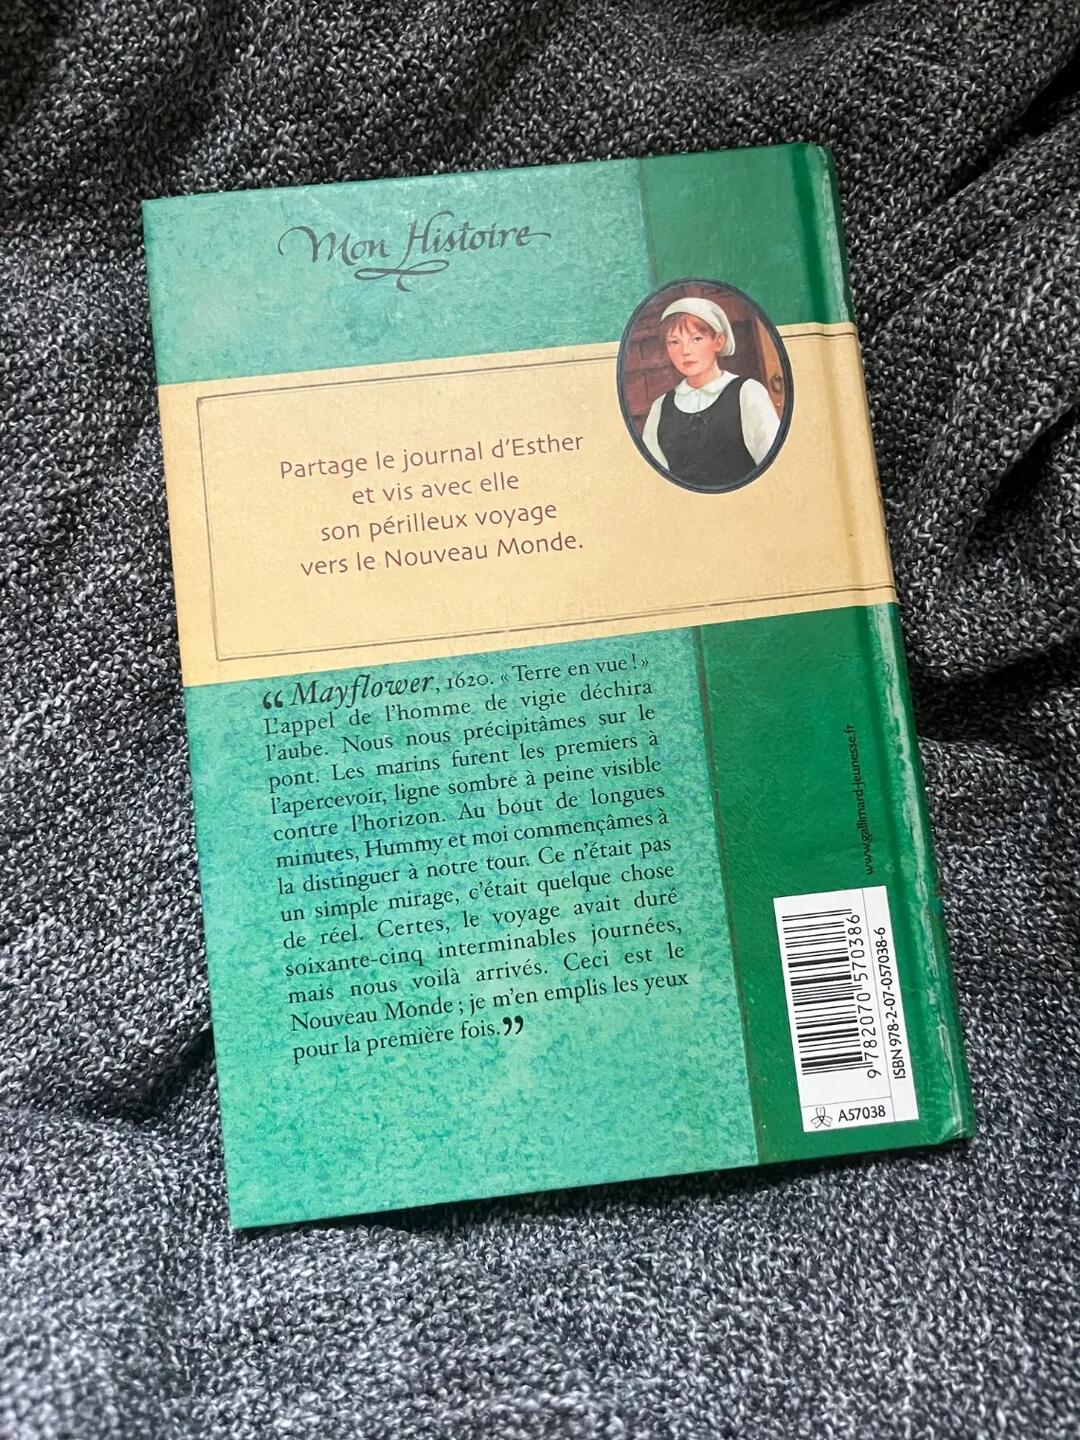 Mon Histoire
Partage le journal d'Esther
et vis avec elle
son périlleux voyage
vers le Nouveau Monde.
“ Mayflower, 1620. « Terre en vue ! »
L'appel de l'homme de vigie déchira
l'aube. Nous nous précipitâmes sur le
pont. Les marins furent les premiers à
l'apercevoir, ligne sombre à peine visible
contre l'horizon. Au bout de longues
minutes, Hummy et moi commençâmes à
la distinguer à notre tour. Ce n'était pas
un simple mirage, c'était quelque chose
de réel. Certes, le voyage avait duré
soixante-cinq interminables journées,
mais nous voilà arrivés. Ceci est le
Nouveau Monde ; je m'en emplis les yeux
pour la première fois.”
www.gallimard-jeunesse.fr
9 782070 570386
ISBN 978-2-07-057038-6
A57038